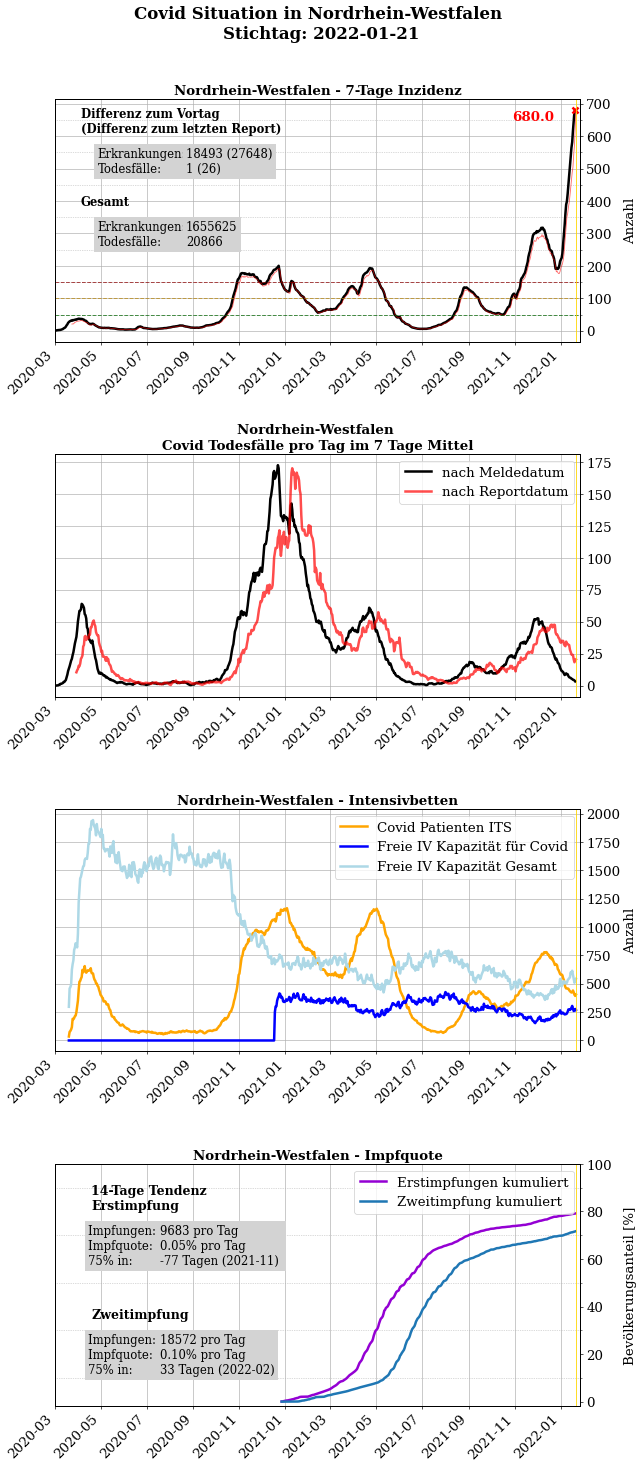 Covid Situation in Nordrhein-Westfalen
Stichtag: 2022-01-21
Nordrhein-Westfalen - 7-Tage Inzidenz
Differenz zum Vortag
(Differenz zum letzten Report)
Erkrankungen 18493 (27648)
Todesfälle: 1 (26)
Gesamt
Erkrankungen 1655625
Todesfälle: 20866
680.0
700
600
500
400
300
200
100
0
Anzahl
2020-03
2020-05
2020-07
2020-09
2020-11
2021-01
2021-03
2021-05
2021-07
2021-09
2021-11
2022-01
Nordrhein-Westfalen
Covid Todesfälle pro Tag im 7 Tage Mittel
nach Meldedatum
nach Reportdatum
175
150
125
100
75
50
25
0
2020-03
2020-05
2020-07
2020-09
2020-11
2021-01
2021-03
2021-05
2021-07
2021-09
2021-11
2022-01
Nordrhein-Westfalen - Intensivbetten
Covid Patienten ITS
Freie IV Kapazität für Covid
Freie IV Kapazität Gesamt
2000
1750
1500
1250
1000
750
500
250
0
Anzahl
2020-03
2020-05
2020-07
2020-09
2020-11
2021-01
2021-03
2021-05
2021-07
2021-09
2021-11
2022-01
Nordrhein-Westfalen - Impfquote
14-Tage Tendenz
Erstimpfung
Impfungen: 9683 pro Tag
Impfquote: 0.05% pro Tag
75% in: -77 Tagen (2021-11)
Zweitimpfung
Impfungen: 18572 pro Tag
Impfquote: 0.10% pro Tag
75% in: 33 Tagen (2022-02)
Erstimpfungen kumuliert
Zweitimpfung kumuliert
100
80
60
40
20
0
Bevölkerungsanteil [%]
2020-03
2020-05
2020-07
2020-09
2020-11
2021-01
2021-03
2021-05
2021-07
2021-09
2021-11
2022-01